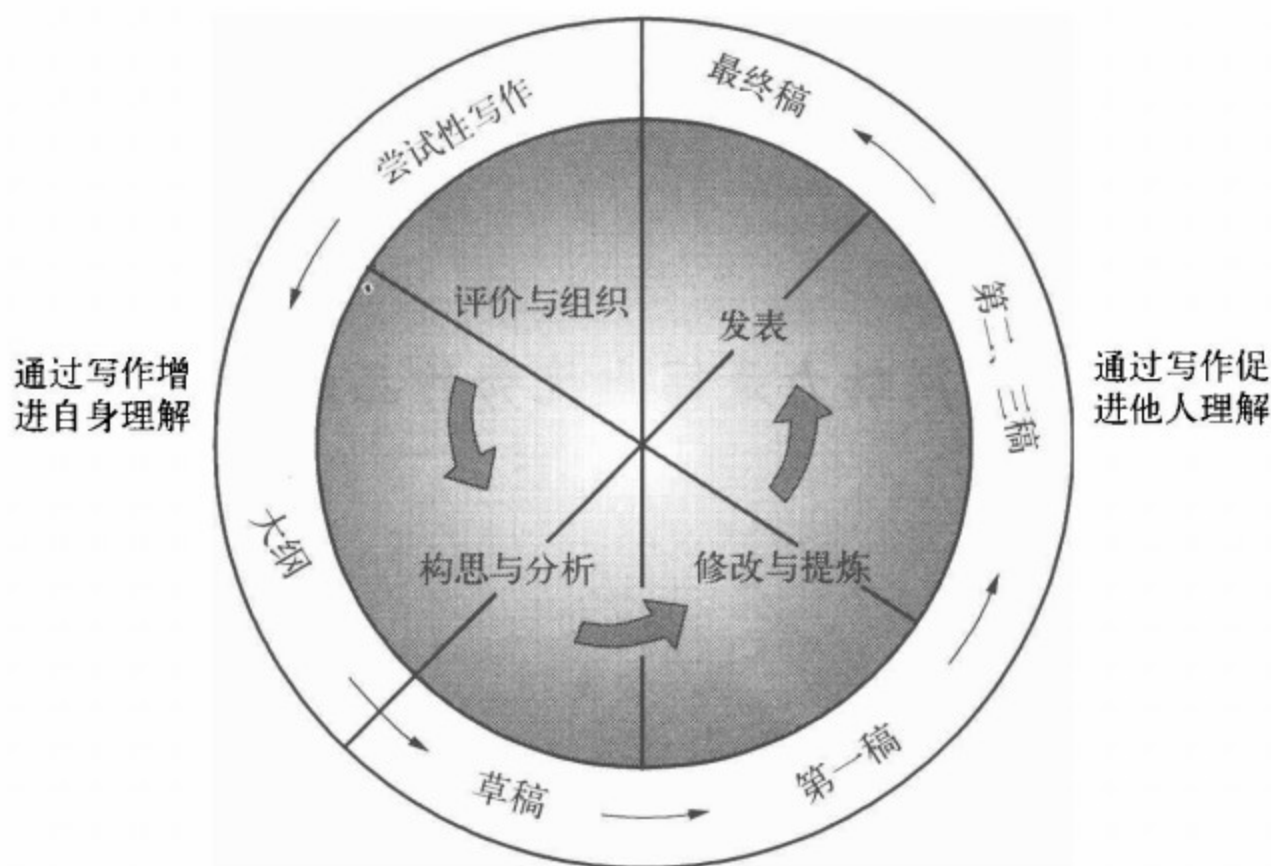 最终稿
尝试性写作
评价与组织
发表
第二、三稿
通过写作增
进自身理解
通过写作促
进他人理解
大纲
构思与分析
修改与提炼
第一稿
草稿